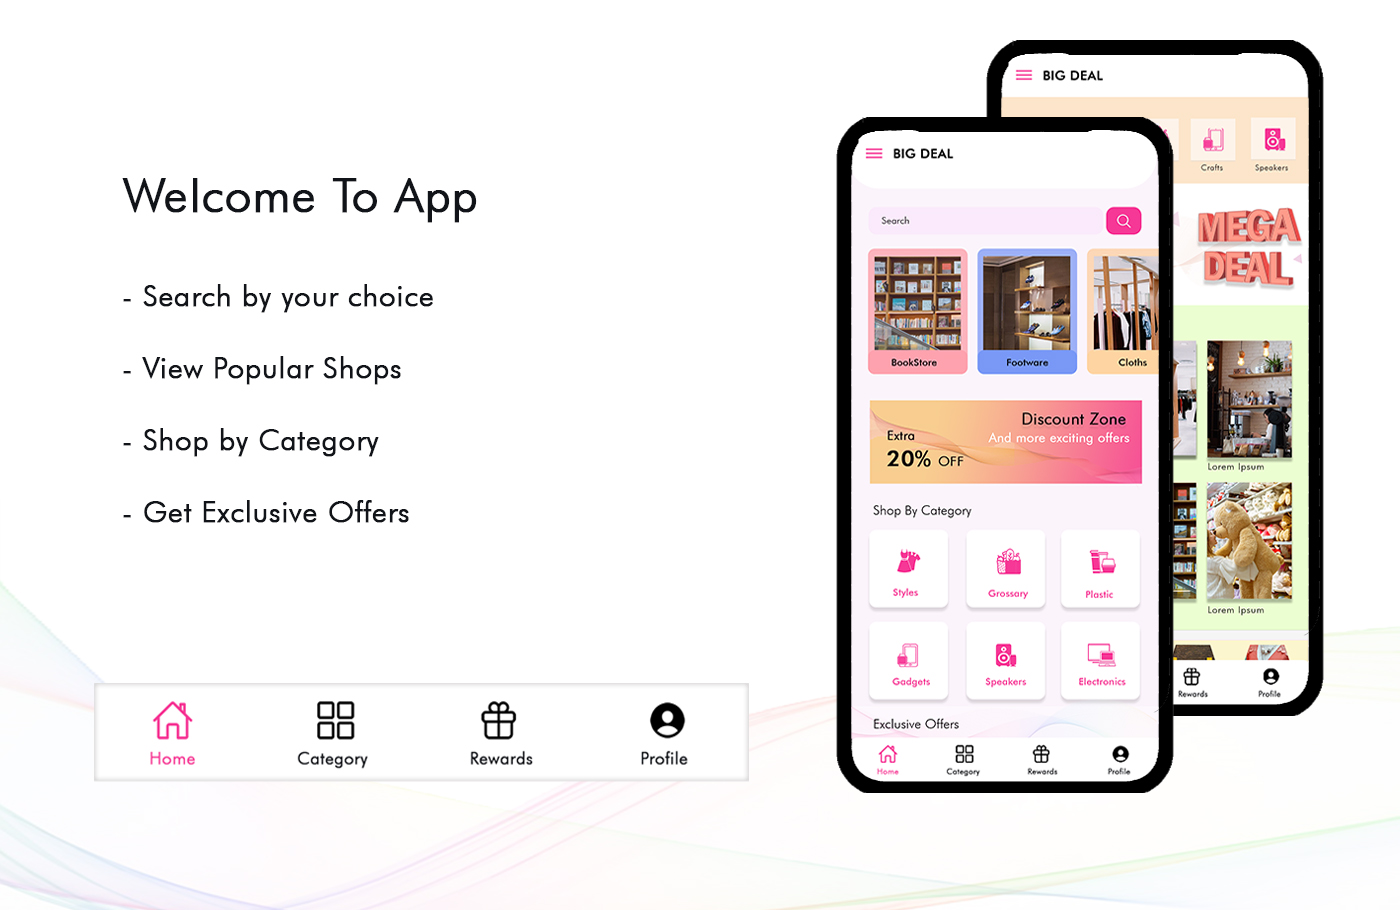 Welcome To App
- Search by your choice
- View Popular Shops
- Shop by Category
- Get Exclusive Offers
Home
Category
Rewards
Profile
BIG DEAL
Search
BookStore
Footware
Cloths
Discount Zone
And more exciting offers
Extra
20% OFF
Shop By Category
Styles
Grossary
Plastic
Gadgets
Speakers
Electronics
Exclusive Offers
Home
Category
Rewards
Profile
BIG DEAL
Crafts
Speakers
MEGA
DEAL
Lorem Ipsum
Lorem Ipsum
Rewards
Profile